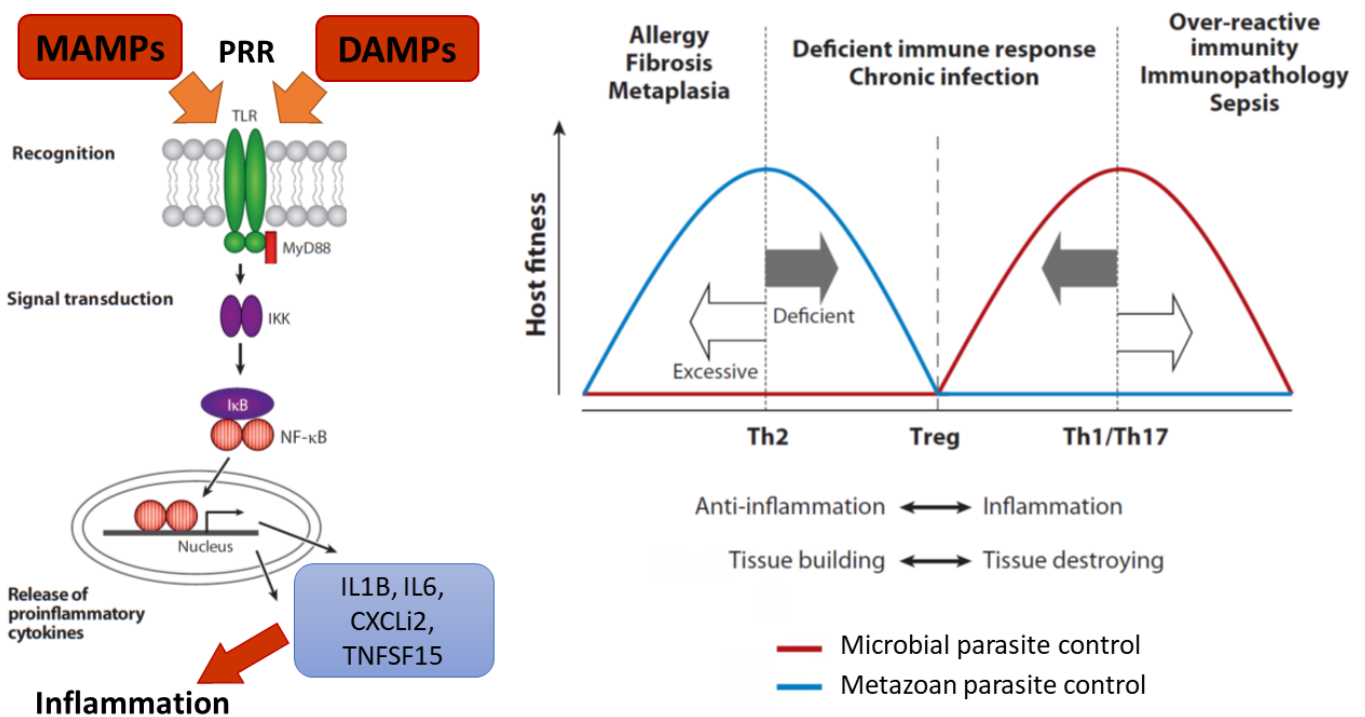 MAMPs
PRR
DAMPs
TLR
Recognition
MyD88
Signal transduction
IKK
IκB
NF-κB
Nucleus
Release of
proinflammatory
cytokines
IL1B, IL6,
CXCLi2,
TNFSF15
Inflammation
Allergy
Fibrosis
Metaplasia
Deficient immune response
Chronic infection
Over-reactive
immunity
Immunopathology
Sepsis
Host fitness
Deficient
Excessive
Th2
Treg
Th1/Th17
Anti-inflammation
Inflammation
Tissue building
Tissue destroying
Microbial parasite control
Metazoan parasite control